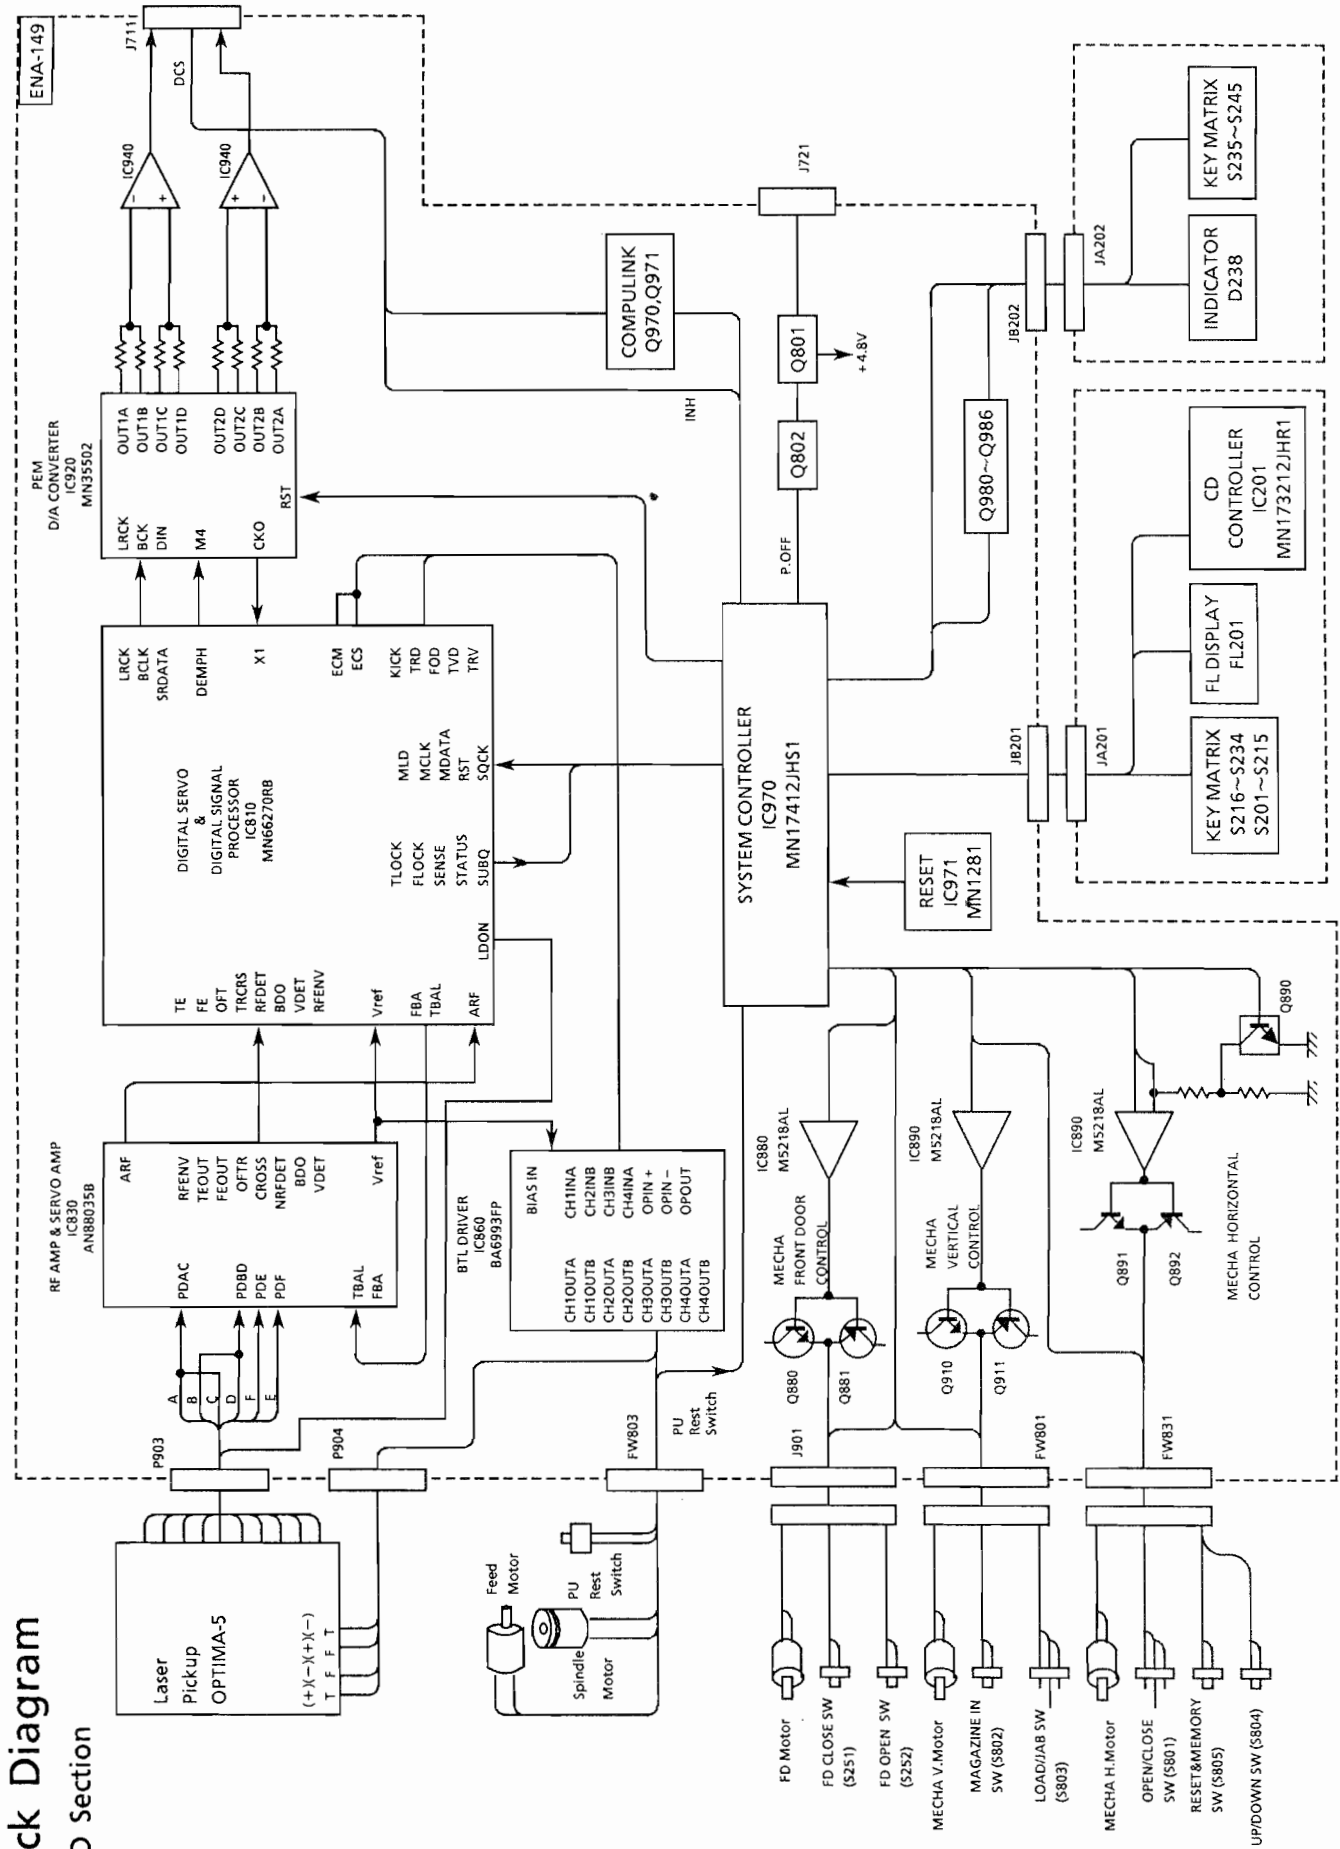 ck Diagram
D Section
ENA-149
Laser
Pickup
OPTIMA-5
(+)(-)(-)(+)(-)
T F F T
P903
P904
A
B
C
D
F
E
RF AMP & SERVO AMP
IC830
AN88035B
PDAC
PDBD
PDE
PDF
TBAL
FBA
ARF
RFENV
TEOUT
FEOUT
OFTR
CROSS
NRFDET
BDO
VDET
Vref
DIGITAL SERVO
&
DIGITAL SIGNAL
PROCESSOR
IC810
MN66270RB
TE
FE
OFT
TRCRS
RFDET
BDO
VDET
RFENV
Vref
FBA
TBAL
ARF
LDON
TLOCK
FLOCK
SENSE
STATUS
SUBQ
MLD
MCLK
MDATA
RST
SQCK
LRCK
BCLK
SRDATA
DEMPH
X1
ECM
ECS
KICK
TRD
FOD
TVD
TRV
PEM
D/A CONVERTER
IC920
MN35502
LRCK
BCK
DIN
M4
CKO
RST
OUT1A
OUT1B
OUT1C
OUT1D
OUT2D
OUT2C
OUT2B
OUT2A
IC940
-
+
IC940
+
-
J711
DCS
Feed
Motor
Spindle
Motor
PU
Rest
Switch
FW803
PU
Rest
Switch
BTL DRIVER
IC860
BA6993FP
CH1OUTA
CH1OUTB
CH2OUTA
CH2OUTB
CH3OUTA
CH3OUTB
CH4OUTA
CH4OUTB
BIAS IN
CH1INA
CH2INB
CH3INB
CH4INA
OPIN +
OPIN -
OPOUT
COMPULINK
Q970,Q971
INH
SYSTEM CONTROLLER
IC970
MN17412JHS1
P.OFF
Q802
Q801
+4.8V
J721
RESET
IC971
MN1281
Q980~Q986
JB202
JA202
JB201
JA201
KEY MATRIX
S235~S245
INDICATOR
D238
CD
CONTROLLER
IC201
MN173212JHR1
FL DISPLAY
FL201
KEY MATRIX
S216~S234
S201~S215
FD Motor
FD CLOSE SW
(S251)
FD OPEN SW
(S252)
J901
Q880
Q881
MECHA
FRONT DOOR
CONTROL
IC880
M5218AL
MECHA V.Motor
MAGAZINE IN
SW (S802)
LOAD/JAB SW
(S803)
FW801
Q910
Q911
MECHA
VERTICAL
CONTROL
IC890
M5218AL
MECHA H.Motor
OPEN/CLOSE
SW (S801)
RESET&MEMORY
SW (S805)
UP/DOWN SW (S804)
FW831
Q891
Q892
MECHA HORIZONTAL
CONTROL
IC890
M5218AL
Q890